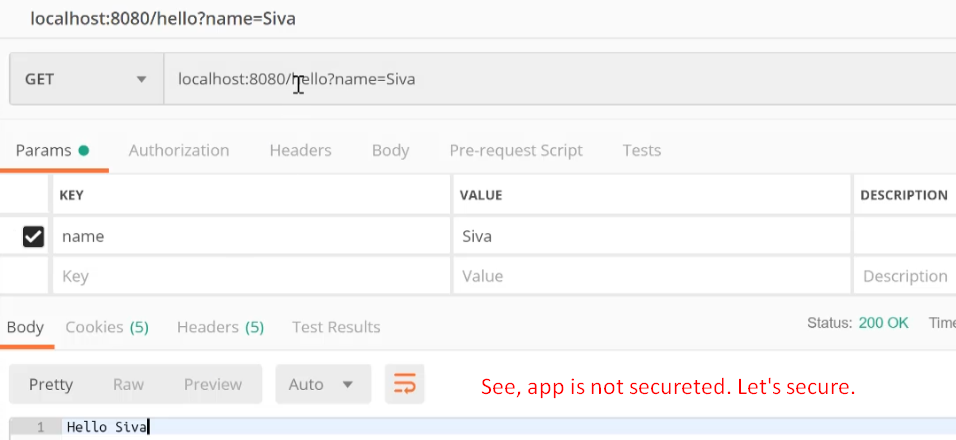 localhost:8080/hello?name=Siva
GET localhost:8080/hello?name=Siva
Params Authorization Headers Body Pre-request Script Tests
KEY VALUE DESCRIPTION
name Siva
Key Value Description
Body Cookies (5) Headers (5) Test Results Status: 200 OK Time
Pretty Raw Preview Auto See, app is not secureted. Let's secure.
1 Hello Siva